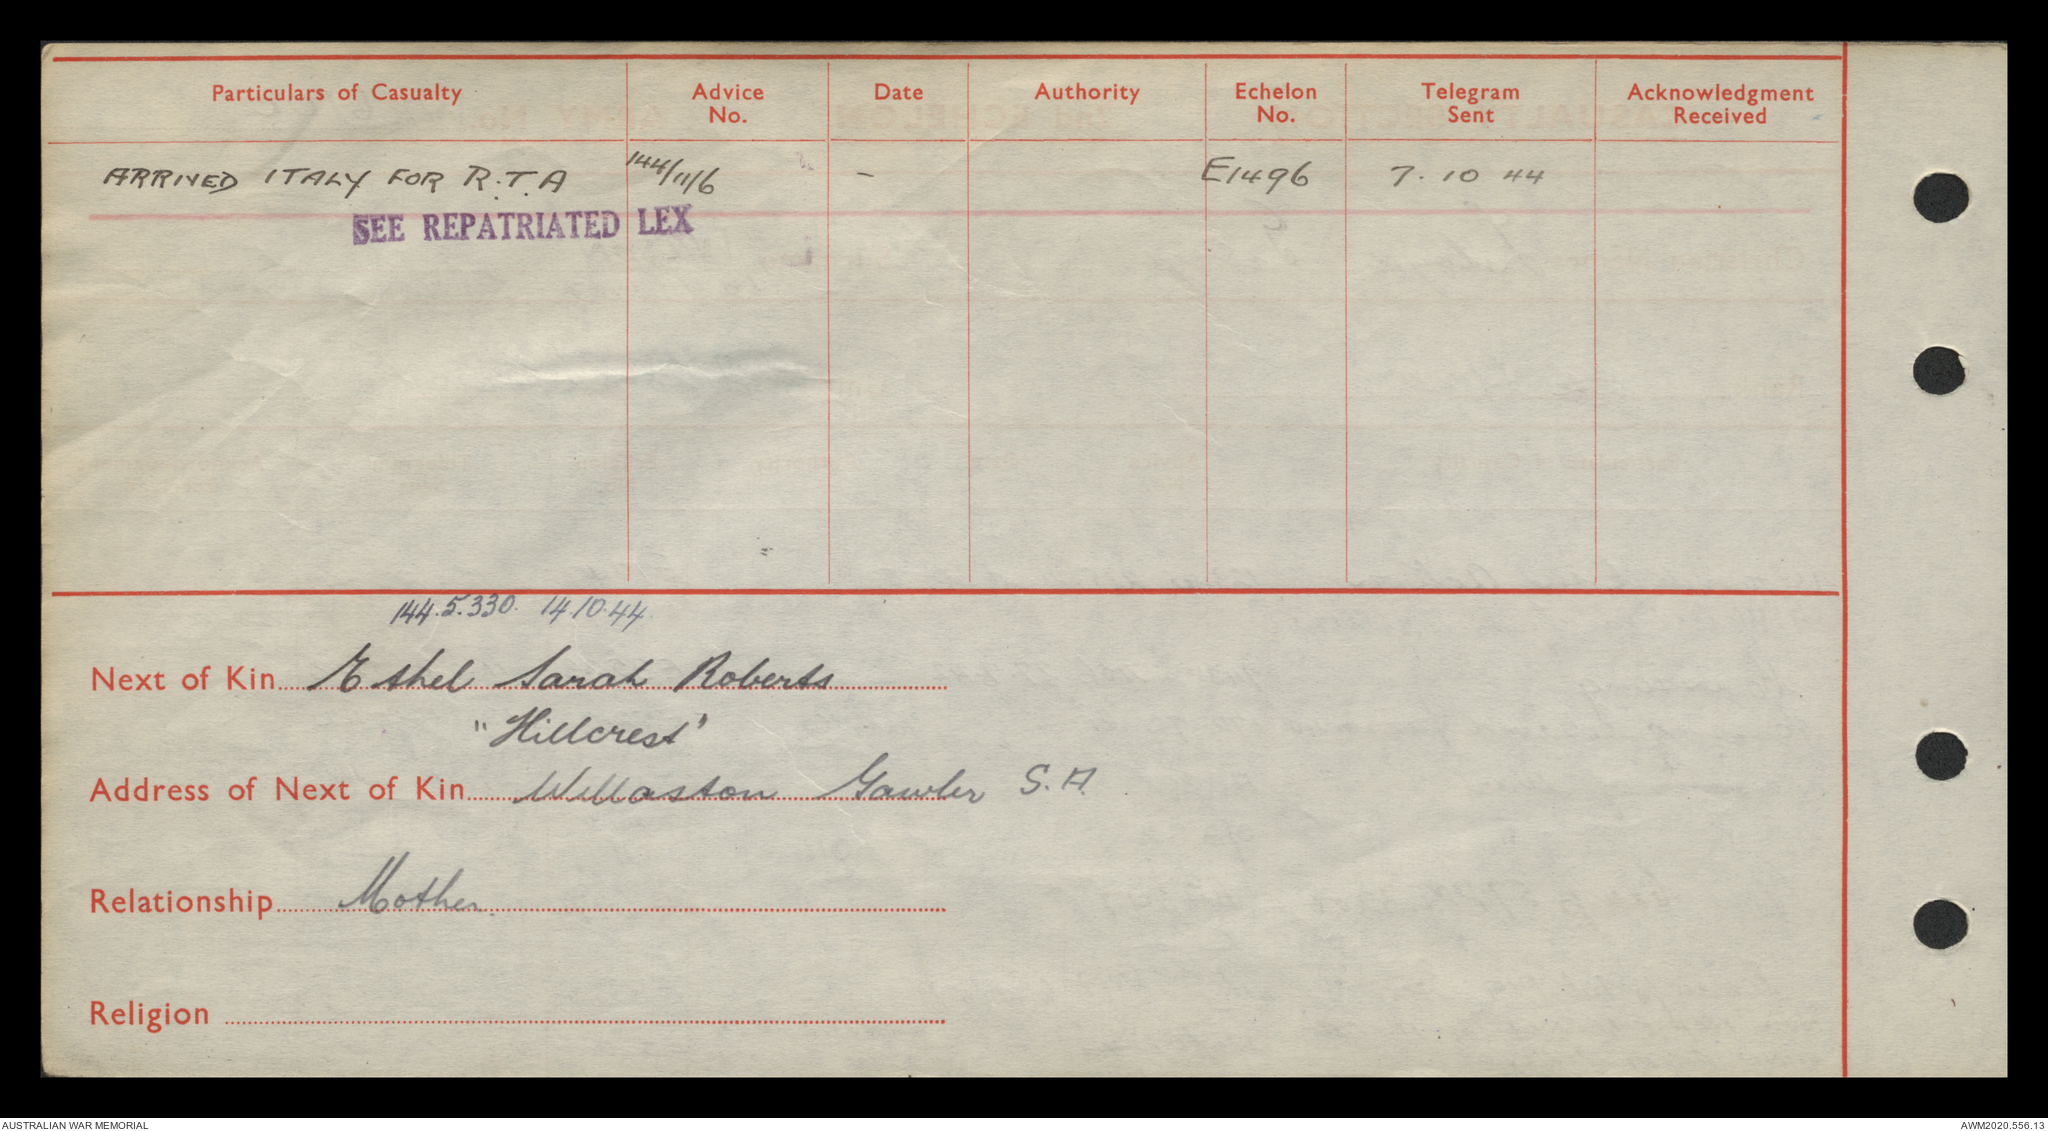 Particulars of Casualty Advice No. Date Authority Echelon No. Telegram Sent Acknowledgment Received
ARRIVED ITALY FOR R.T.A 144/11/6 – E1496 7.10 44
SEE REPATRIATED LEX
144.5.330. 14.10.44
Next of Kin Ethel Sarah Roberts
"Hillcrest"
Address of Next of Kin Willaston Gawler S.A.
Relationship Mother.
Religion
AUSTRALIAN WAR MEMORIAL AWM2020.556.13